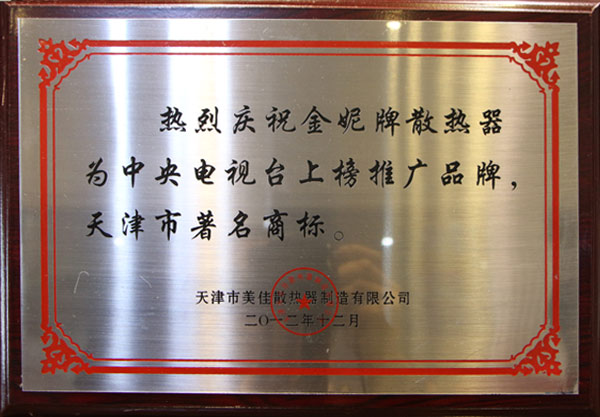 热烈庆祝金妮牌散热器
为中央电视台上榜推广品牌，
天津市著名商标。
天津市美佳散热器制造有限公司
二〇一二年十二月